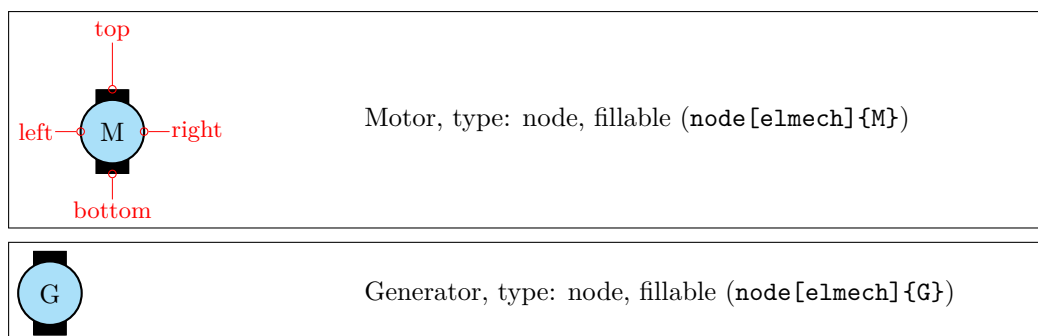 top
left
M
right
bottom
Motor, type: node, fillable (node[elmech]{M})
G
Generator, type: node, fillable (node[elmech]{G})